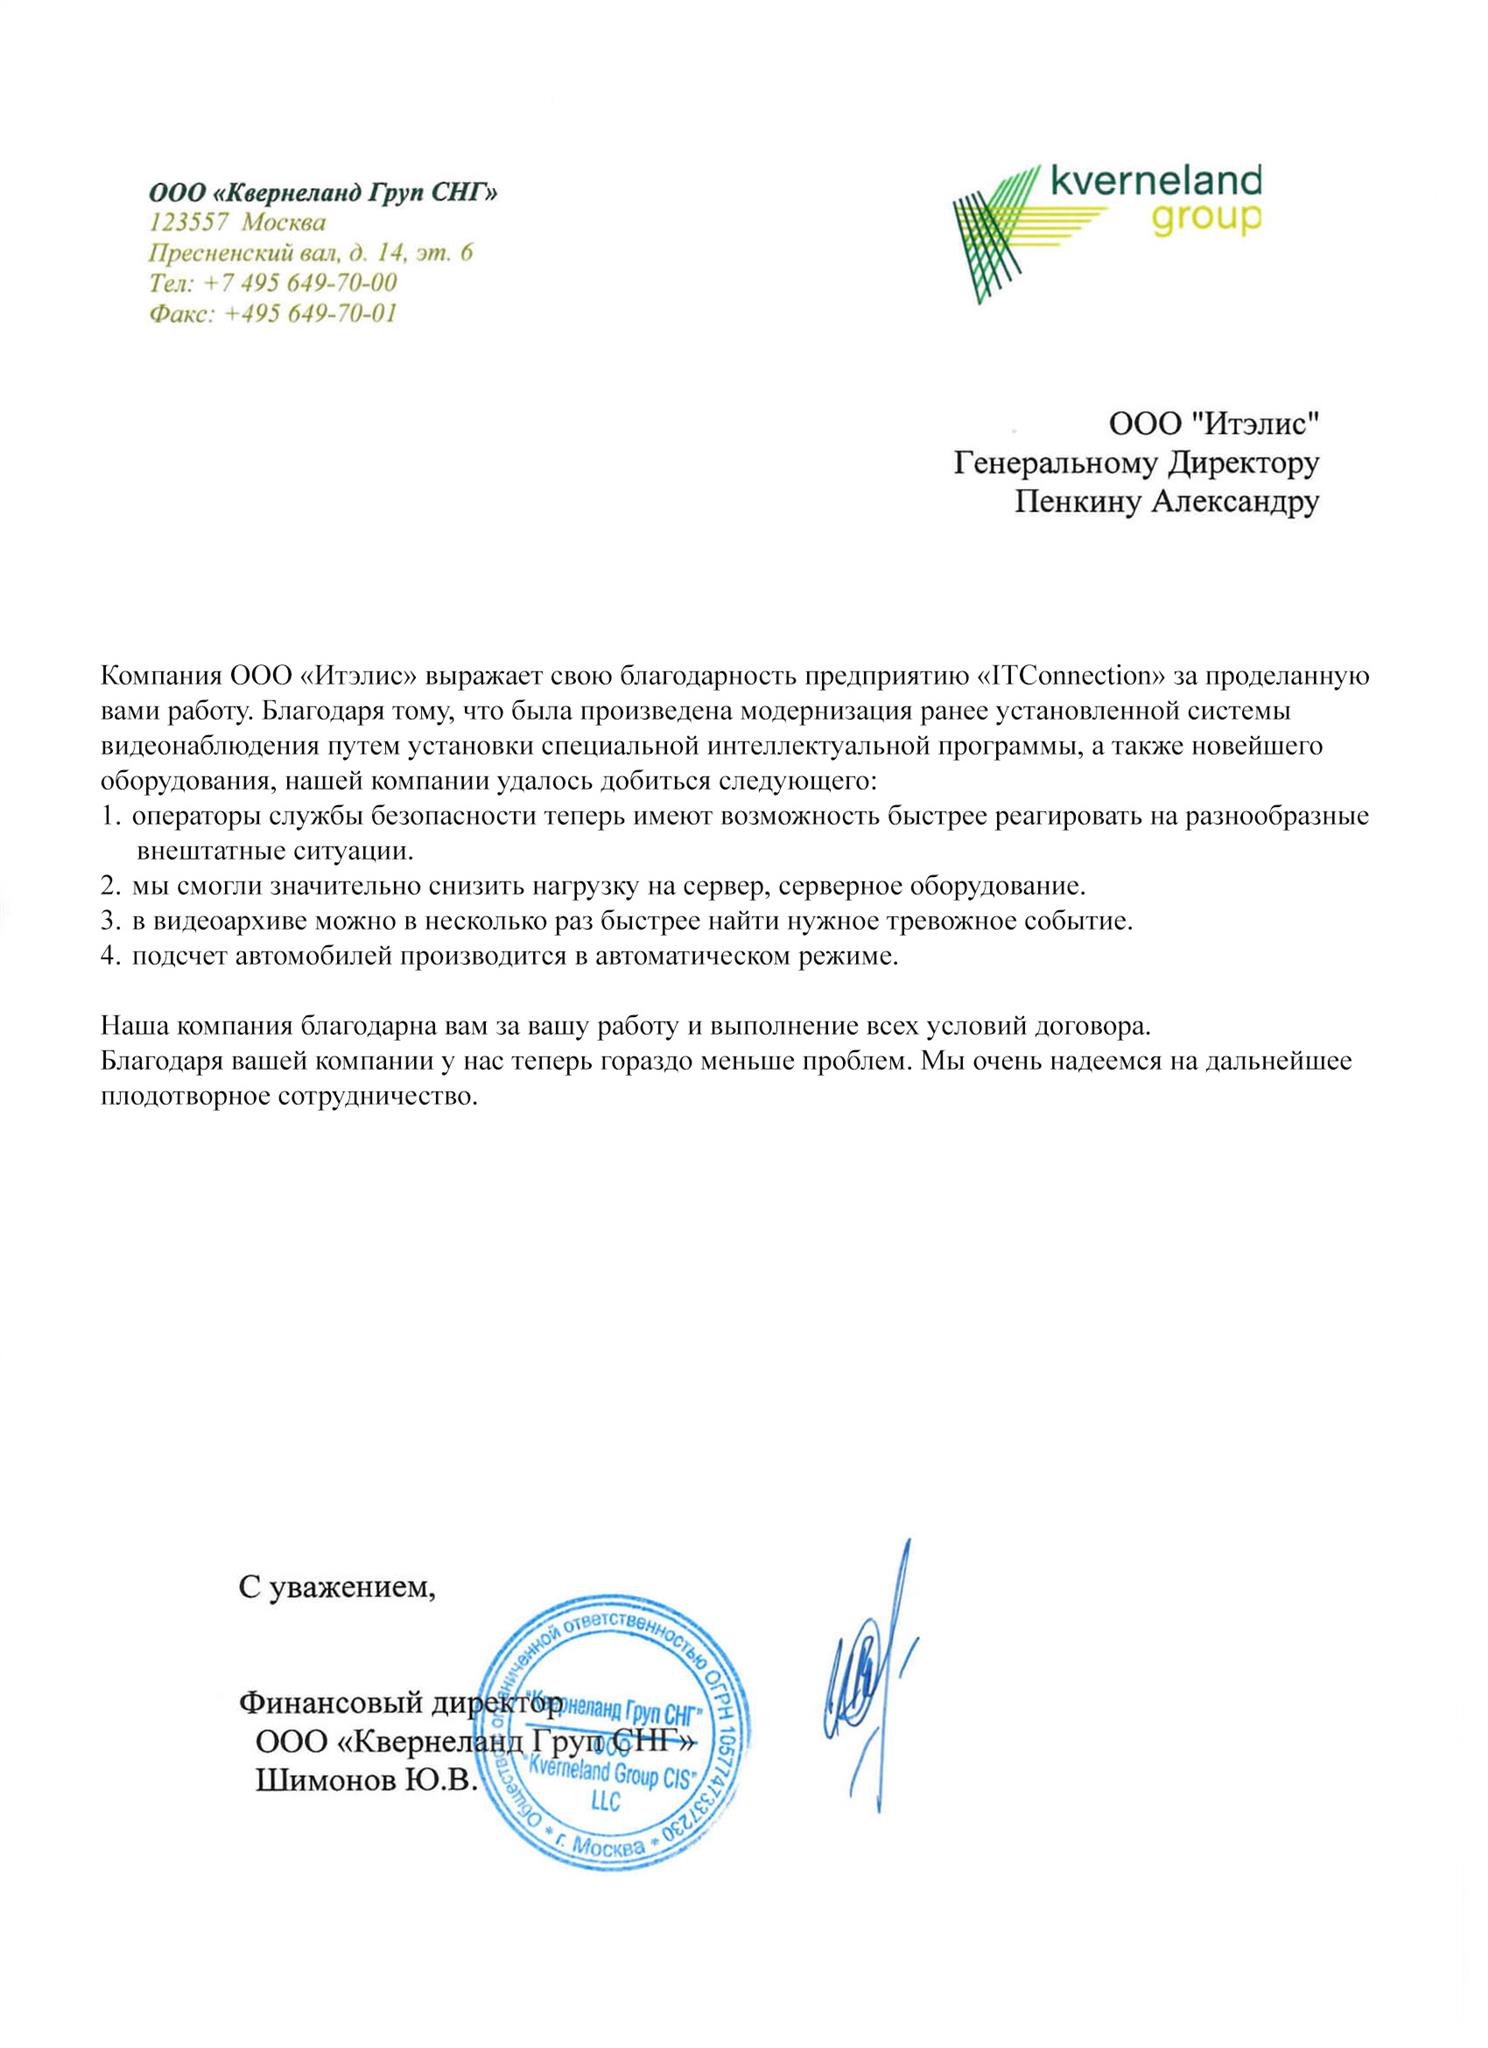 ООО «Квернеланд Груп СНГ»
123557 Москва
Пресненский вал, д. 14, эт. 6
Тел: +7 495 649-70-00
Факс: +495 649-70-01
kverneland
group
ООО "Итэлис"
Генеральному Директору
Пенкину Александру
Компания ООО «Итэлис» выражает свою благодарность предприятию «ITConnection» за проделанную
вами работу. Благодаря тому, что была произведена модернизация ранее установленной системы
видеонаблюдения путем установки специальной интеллектуальной программы, а также новейшего
оборудования, нашей компании удалось добиться следующего:
1. операторы службы безопасности теперь имеют возможность быстрее реагировать на разнообразные
внештатные ситуации.
2. мы смогли значительно снизить нагрузку на сервер, серверное оборудование.
3. в видеоархиве можно в несколько раз быстрее найти нужное тревожное событие.
4. подсчет автомобилей производится в автоматическом режиме.
Наша компания благодарна вам за вашу работу и выполнение всех условий договора.
Благодаря вашей компании у нас теперь гораздо меньше проблем. Мы очень надеемся на дальнейшее
плодотворное сотрудничество.
С уважением,
Финансовый директор
ООО «Квернеланд Груп СНГ»
Шимонов Ю.В.
Общество с ограниченной ответственностью ОГРН 1057747337230
* г. Москва *
"Квернеланд Груп СНГ"
ООО
"Kverneland Group CIS"
LLC